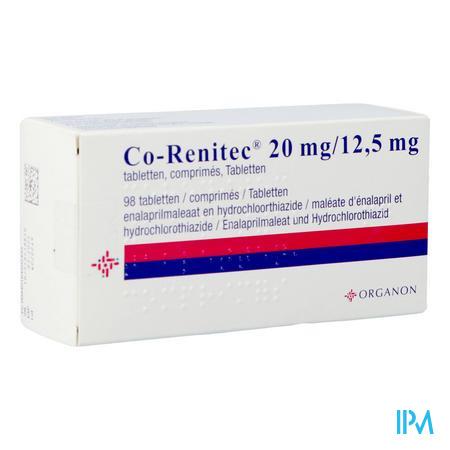 Co-Renitec® 20 mg/12,5 mg
tabletten, comprimés, Tabletten
98 tabletten / comprimés / Tabletten
enalaprilmaleaat en hydrochloorthiazide / maléate d'énalapril et
hydrochlorothiazide / Enalaprilmaleat und Hydrochlorothiazid
ORGANON
IPM